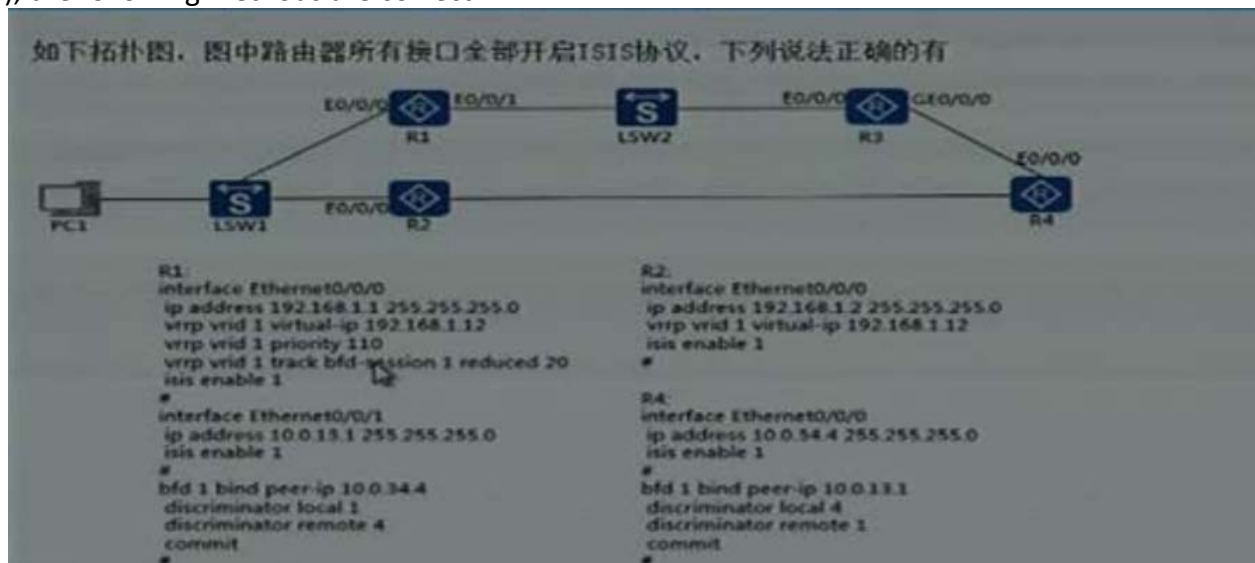 ), the following methods are correct
如下拓扑图，图中路由器所有接口全部开启ISIS协议，下列说法正确的有
E0/0/0
E0/0/1
E0/0/0
GE0/0/0
R1
LSW2
R3
E0/0/0
PC1
LSW1
E0/0/0
R2
R4
R1:
interface Ethernet0/0/0
ip address 192.168.1.1 255.255.255.0
vrrp vrid 1 virtual-ip 192.168.1.12
vrrp vrid 1 priority 110
vrrp vrid 1 track bfd-session 1 reduced 20
isis enable 1
#
interface Ethernet0/0/1
ip address 10.0.13.1 255.255.255.0
isis enable 1
#
bfd 1 bind peer-ip 10.0.34.4
discriminator local 1
discriminator remote 4
commit
#
R2:
interface Ethernet0/0/0
ip address 192.168.1.2 255.255.255.0
vrrp vrid 1 virtual-ip 192.168.1.12
isis enable 1
#
R4:
interface Ethernet0/0/0
ip address 10.0.34.4 255.255.255.0
isis enable 1
#
bfd 1 bind peer-ip 10.0.13.1
discriminator local 4
discriminator remote 1
commit
#